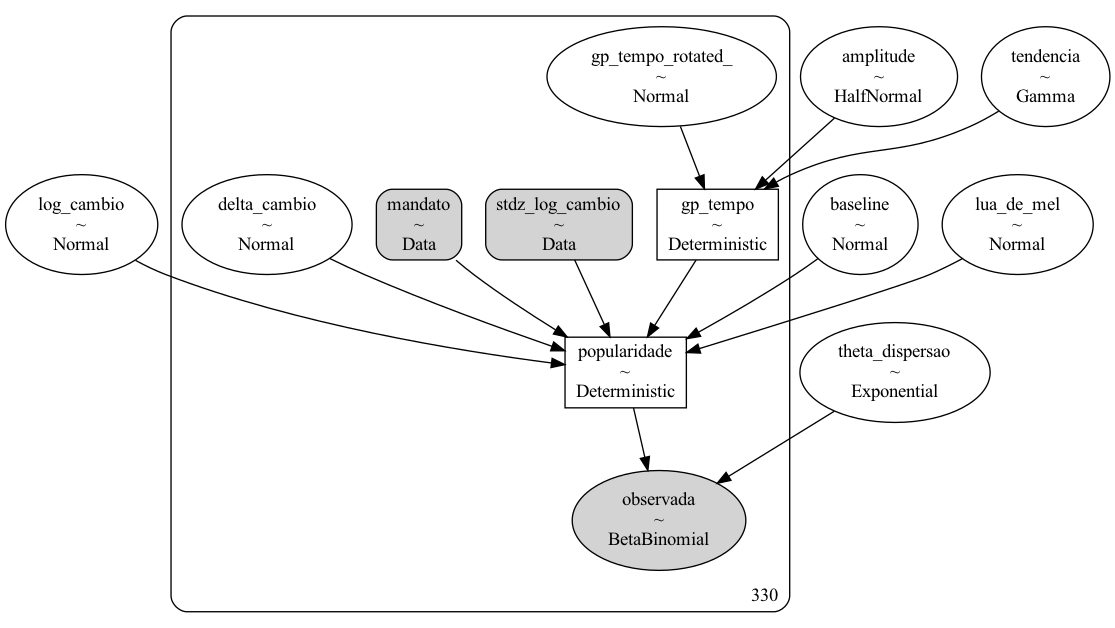 gp_tempo_rotated_
~
Normal
amplitude
~
HalfNormal
tendencia
~
Gamma
log_cambio
~
Normal
delta_cambio
~
Normal
mandato
~
Data
stdz_log_cambio
~
Data
gp_tempo
~
Deterministic
baseline
~
Normal
lua_de_mel
~
Normal
popularidade
~
Deterministic
theta_dispersao
~
Exponential
observada
~
BetaBinomial
330